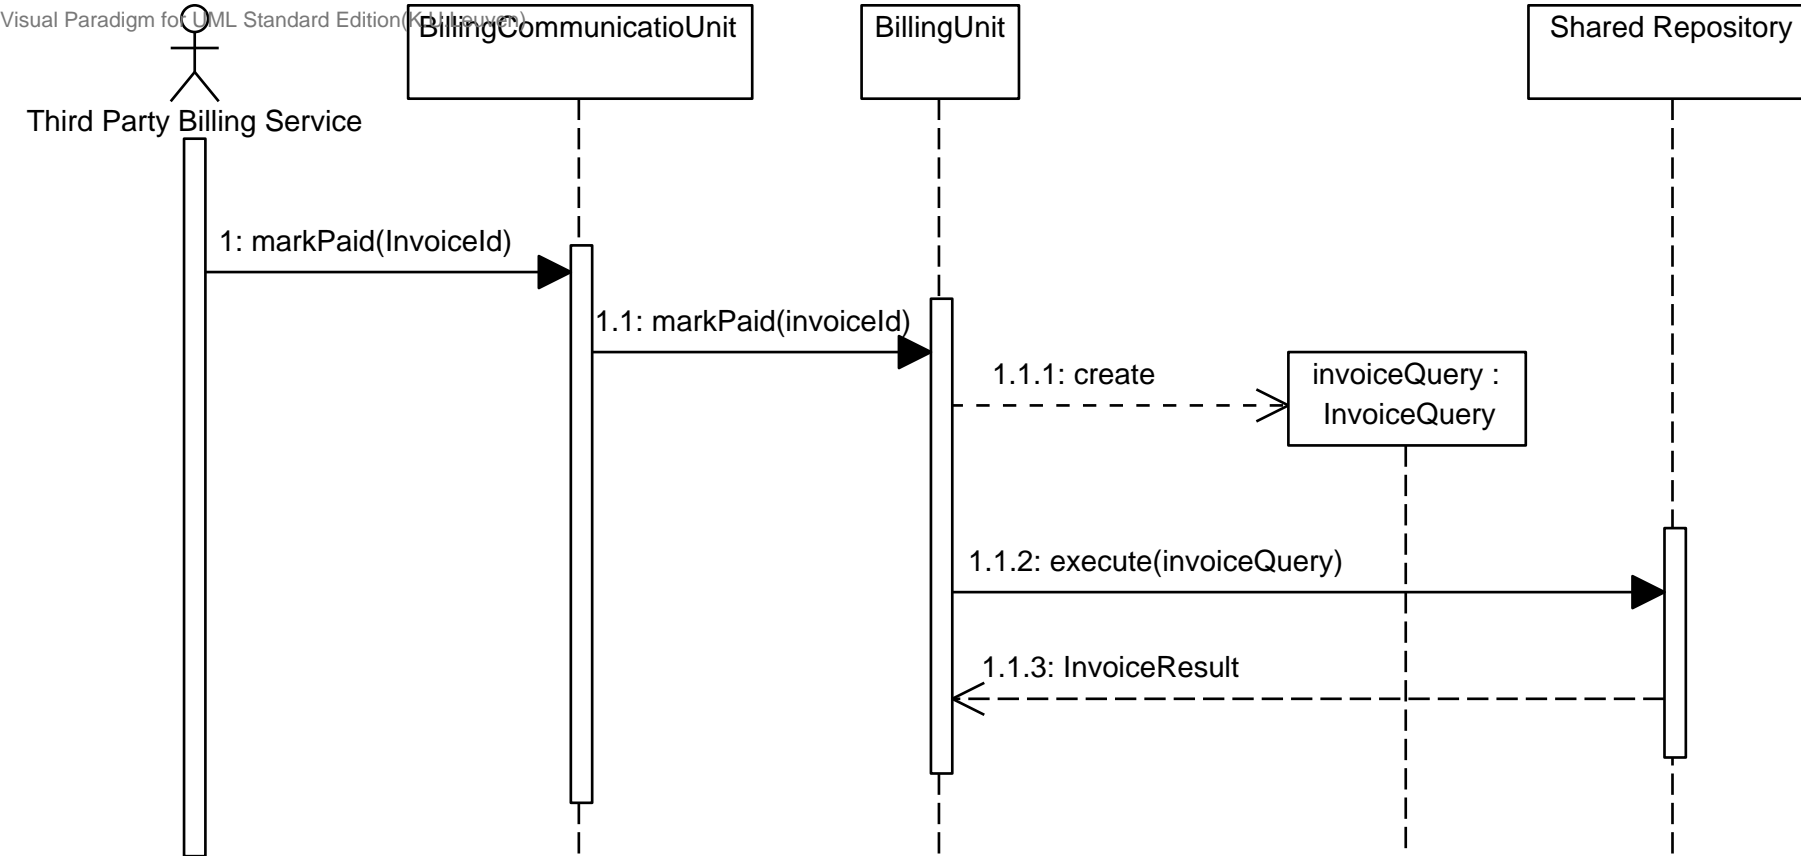 Visual Paradigm for UML Standard Edition(K.U.Leuven)
BillingCommunicatioUnit
BillingUnit
Shared Repository
Third Party Billing Service
1: markPaid(InvoiceId)
1.1: markPaid(invoiceId)
1.1.1: create
invoiceQuery :
InvoiceQuery
1.1.2: execute(invoiceQuery)
1.1.3: InvoiceResult